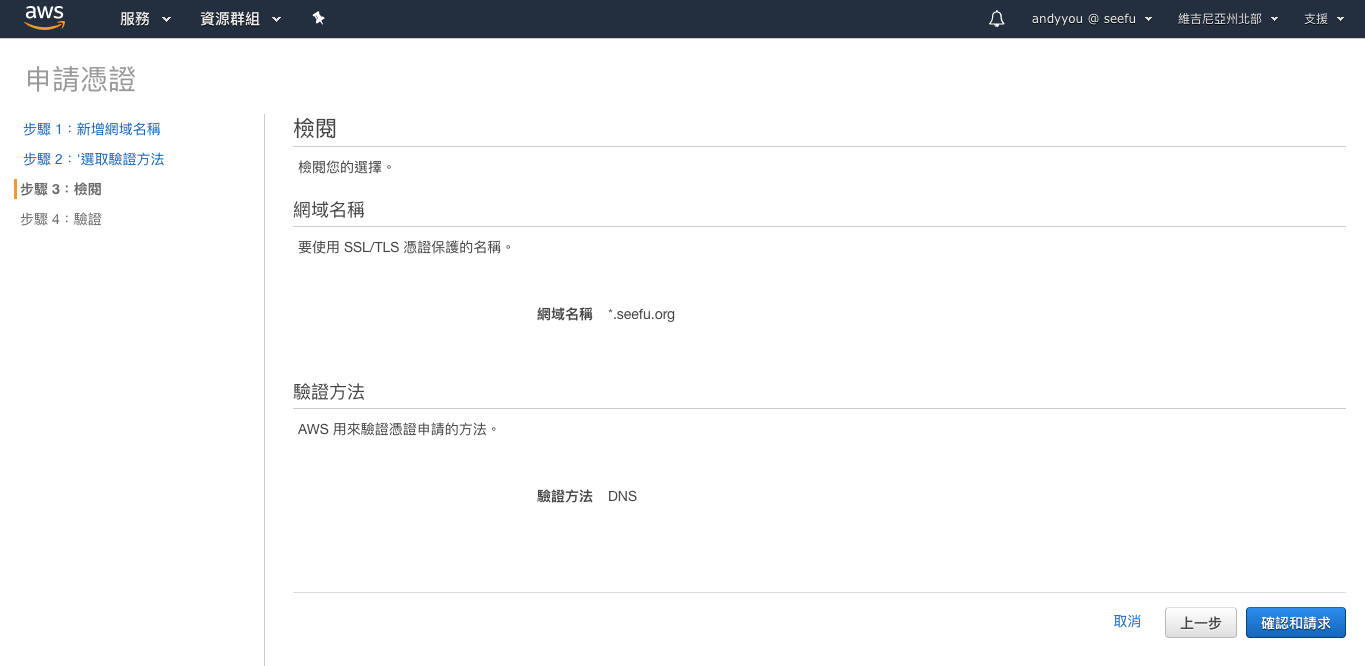 aws 服務 資源群組 andyyou @ seefu 維吉尼亞州北部 支援
申請憑證
步驟 1：新增網域名稱
步驟 2：'選取驗證方法
步驟 3：檢閱
步驟 4：驗證
檢閱
檢閱您的選擇。
網域名稱
要使用 SSL/TLS 憑證保護的名稱。
網域名稱 *.seefu.org
驗證方法
AWS 用來驗證憑證申請的方法。
驗證方法 DNS
取消 上一步 確認和請求